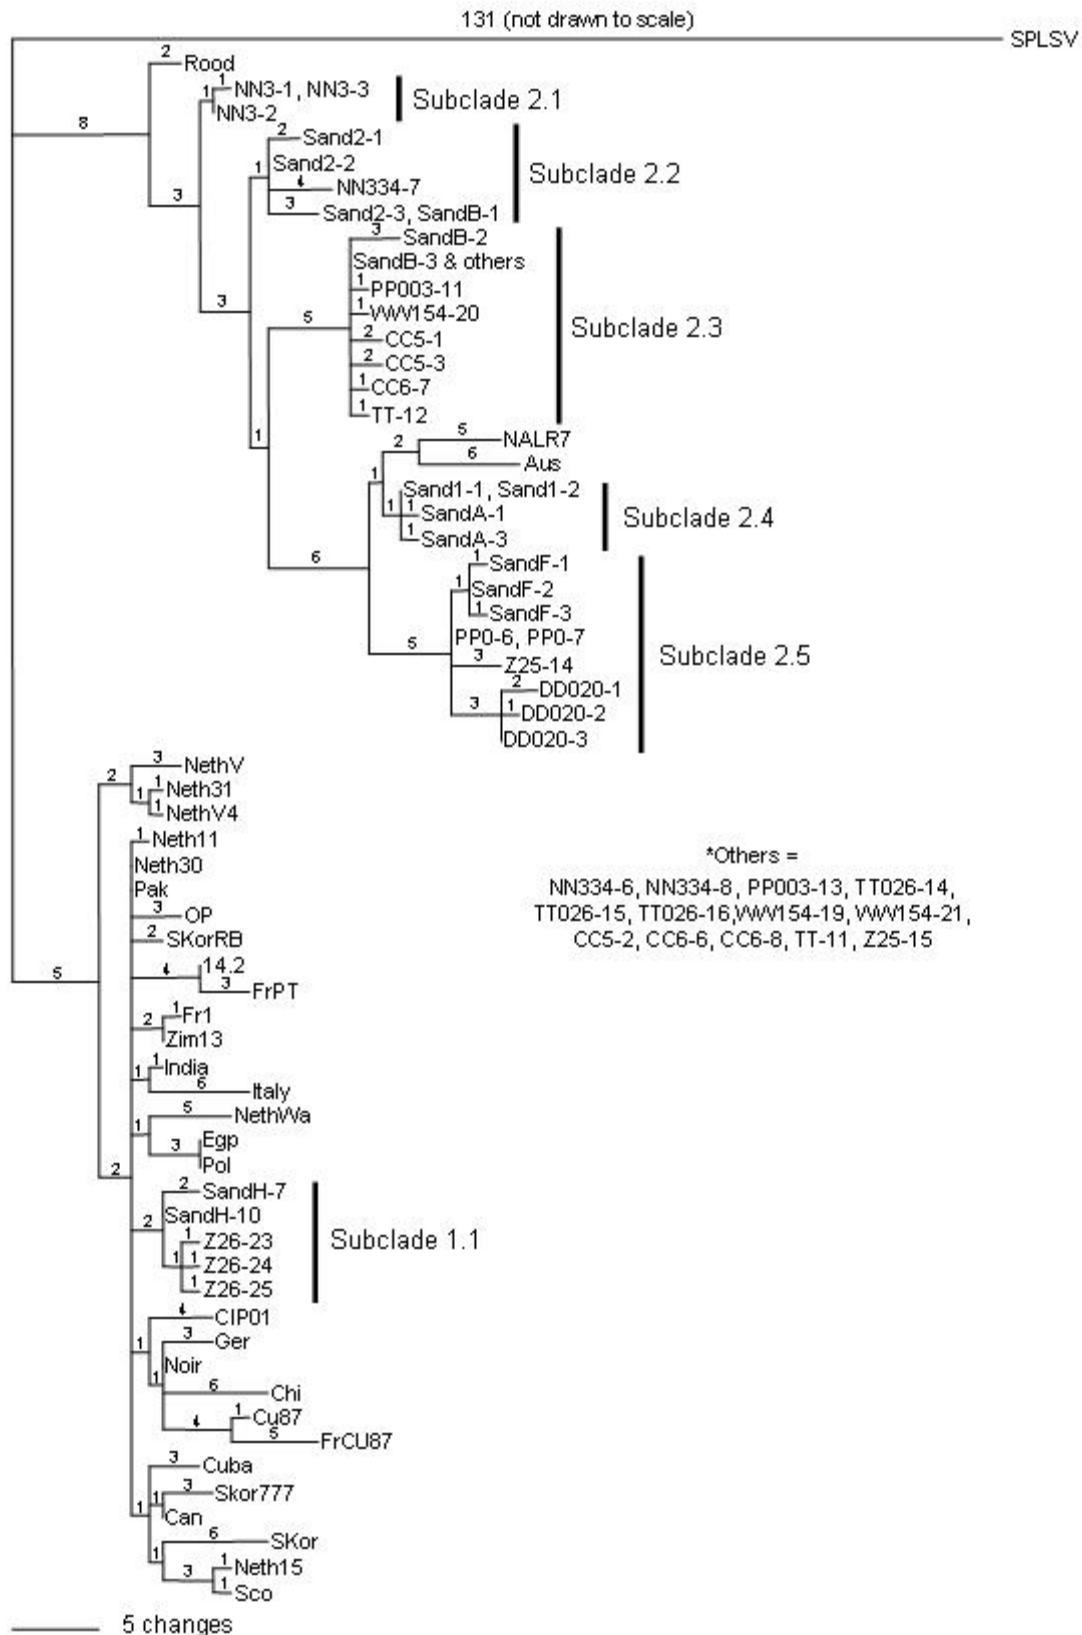 131 (not drawn to scale)
SPLSV
2
Rood
1
NN3-1, NN3-3
1
NN3-2
Subclade 2.1
8
2
Sand2-1
1
Sand2-2
4
NN334-7
3
Sand2-3, SandB-1
Subclade 2.2
3
3
SandB-2
SandB-3 & others
1
PP003-11
1
VWV154-20
3
5
2
CC5-1
2
CC5-3
1
CC6-7
1
TT-12
Subclade 2.3
1
2
5
NALR7
6
Aus
1
Sand1-1, Sand1-2
1
1
SandA-1
1
SandA-3
Subclade 2.4
6
1
SandF-1
1
SandF-2
1
SandF-3
5
PP0-6, PP0-7
3
Z25-14
2
DD020-1
3
1
DD020-2
DD020-3
Subclade 2.5
3
NethV
2
1
Neth31
1
1
NethV4
1
Neth11
Neth30
Pak
3
OP
2
SKorRB
5
4
14.2
3
FrPT
2
1
Fr1
Zim13
1
1
India
6
Italy
5
NethWa
1
3
Egp
Pol
2
2
SandH-7
2
SandH-10
1
Z26-23
1
1
Z26-24
1
Z26-25
Subclade 1.1
4
CIP01
1
3
Ger
Noir
1
6
Chi
4
1
Cu87
5
FrCU87
3
Cuba
1
1
3
Skor777
Can
6
SKor
1
3
1
Neth15
1
Sco
5 changes
*Others =
NN334-6, NN334-8, PP003-13, TT026-14,
TT026-15, TT026-16,VWV154-19, VWV154-21,
CC5-2, CC6-6, CC6-8, TT-11, Z25-15